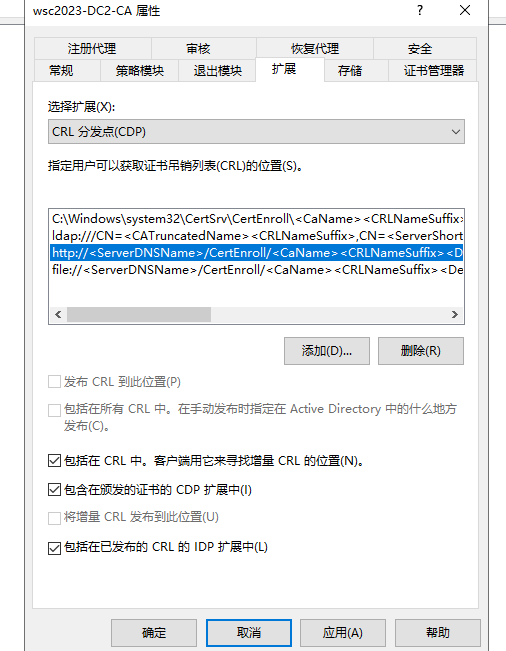 wsc2023-DC2-CA 属性
注册代理 审核 恢复代理 安全
常规 策略模块 退出模块 扩展 存储 证书管理器
选择扩展(X):
CRL 分发点(CDP)
指定用户可以获取证书吊销列表(CRL)的位置(S)。
C:\Windows\system32\CertSrv\CertEnroll\<CaName><CRLNameSuffix>
ldap:///CN=<CATruncatedName><CRLNameSuffix>,CN=<ServerShort
http://<ServerDNSName>/CertEnroll/<CaName><CRLNameSuffix><D
file://<ServerDNSName>/CertEnroll/<CaName><CRLNameSuffix><De
添加(D)... 删除(R)
发布 CRL 到此位置(P)
包括在所有 CRL 中。在手动发布时指定在 Active Directory 中的什么地方
发布(C)。
包括在 CRL 中。客户端用它来寻找增量 CRL 的位置(N)。
包含在颁发的证书的 CDP 扩展中(I)
将增量 CRL 发布到此位置(U)
包括在已发布的 CRL 的 IDP 扩展中(L)
确定 取消 应用(A) 帮助